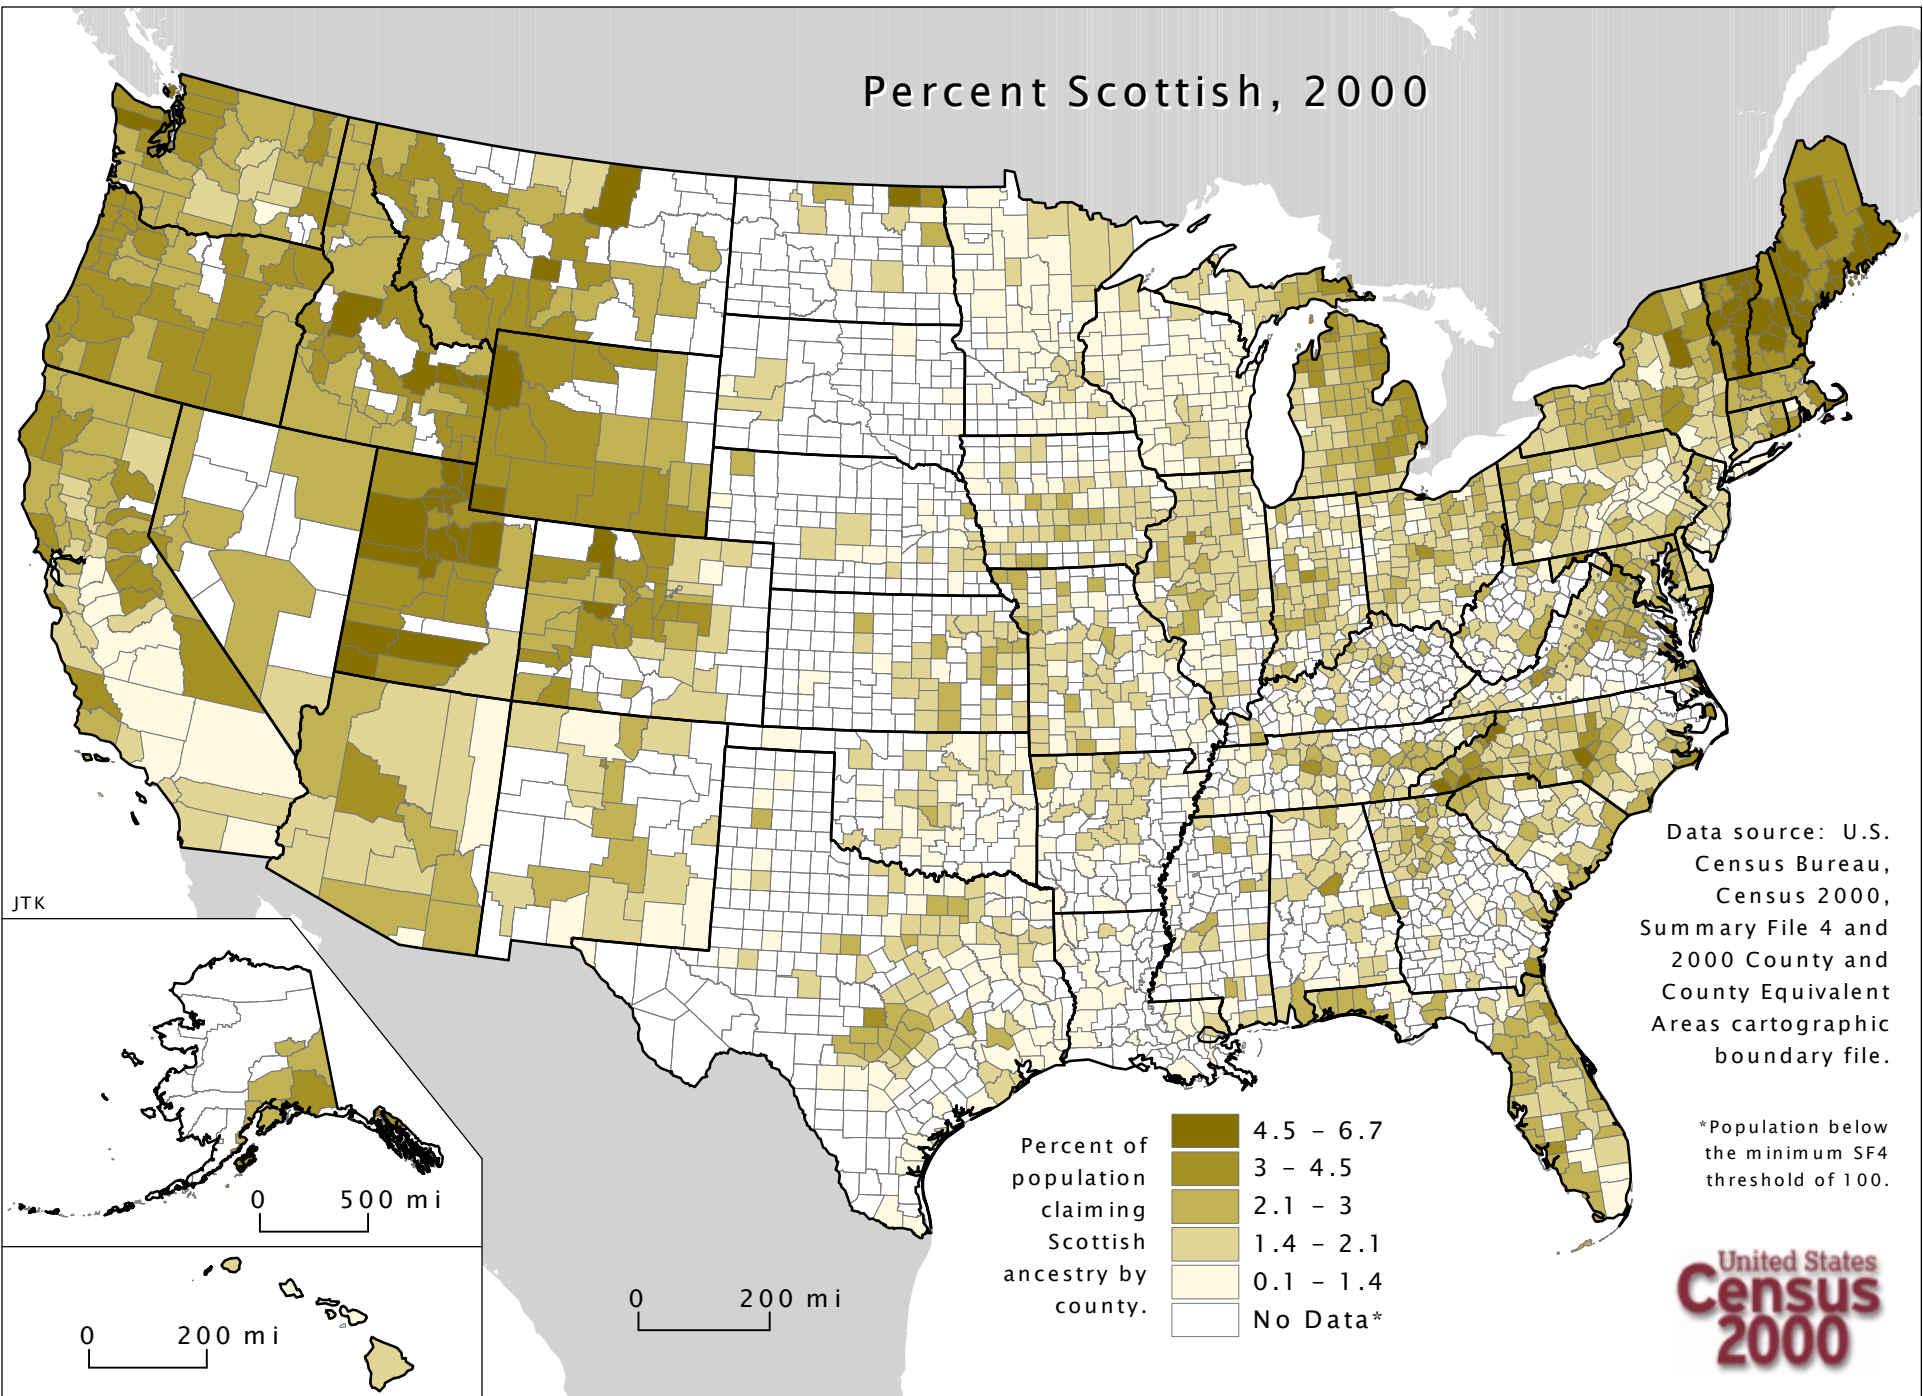 Percent Scottish, 2000
Data source: U.S.
Census Bureau,
Census 2000,
Summary File 4 and
2000 County and
County Equivalent
Areas cartographic
boundary file.
JTK
*Population below
the minimum SF4
threshold of 100.
Percent of
population
claiming
Scottish
ancestry by
county.
4.5 – 6.7
3 – 4.5
2.1 – 3
1.4 – 2.1
0.1 – 1.4
No Data*
0 500 mi
0 200 mi
0 200 mi
United States
Census
2000